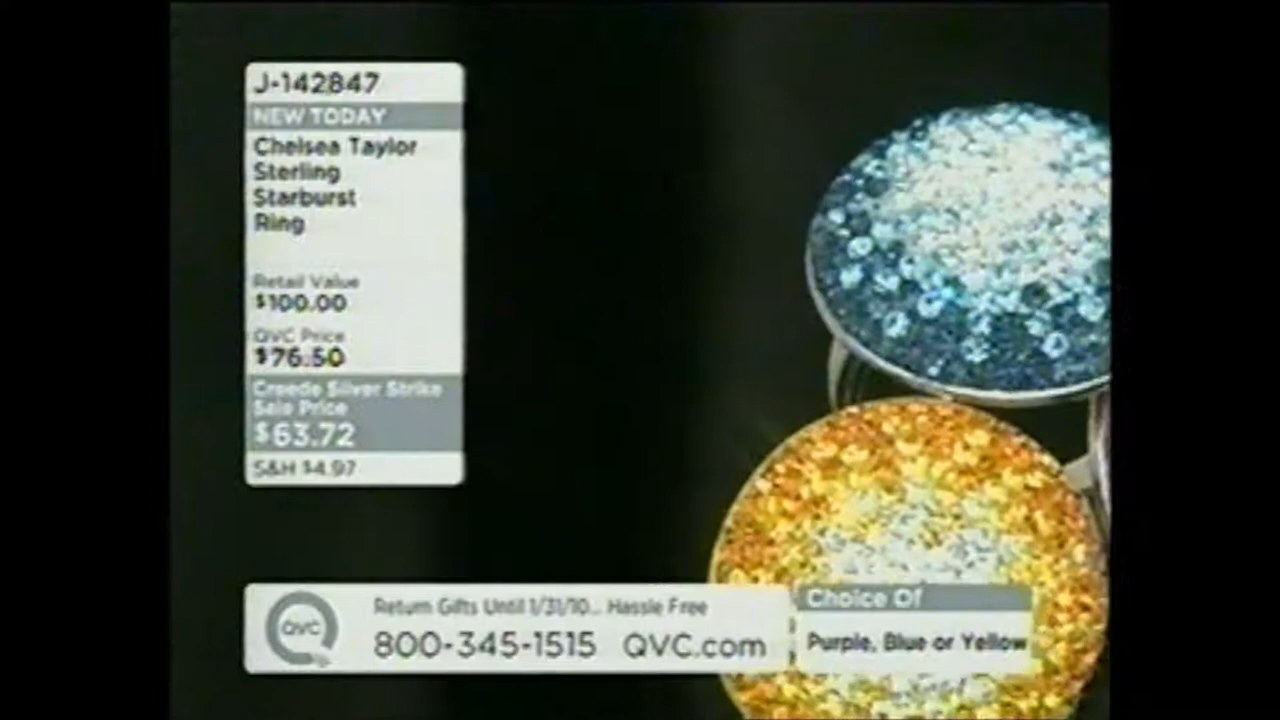 J-142847
NEW TODAY
Chelsea Taylor
Sterling
Starburst
Ring
Retail Value
$100.00
QVC Price
$76.50
Creede Silver Strike
Sale Price
$63.72
S&H $4.97
QVC
Return Gifts Until 1/31/10... Hassle Free
800-345-1515 QVC.com
Choice Of
Purple, Blue or Yellow